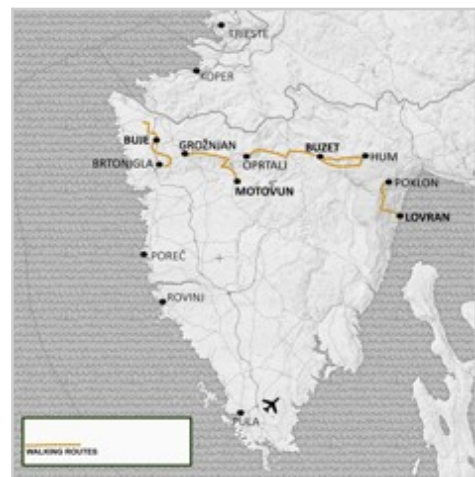 TRIESTE
KOPER
BUJE
GROŽNJAN
BUZET
HUM
BRTONIGLA
OPRTALJ
POKLON
MOTOVUN
LOVRAN
POREČ
ROVINJ
PULA
WALKING ROUTES